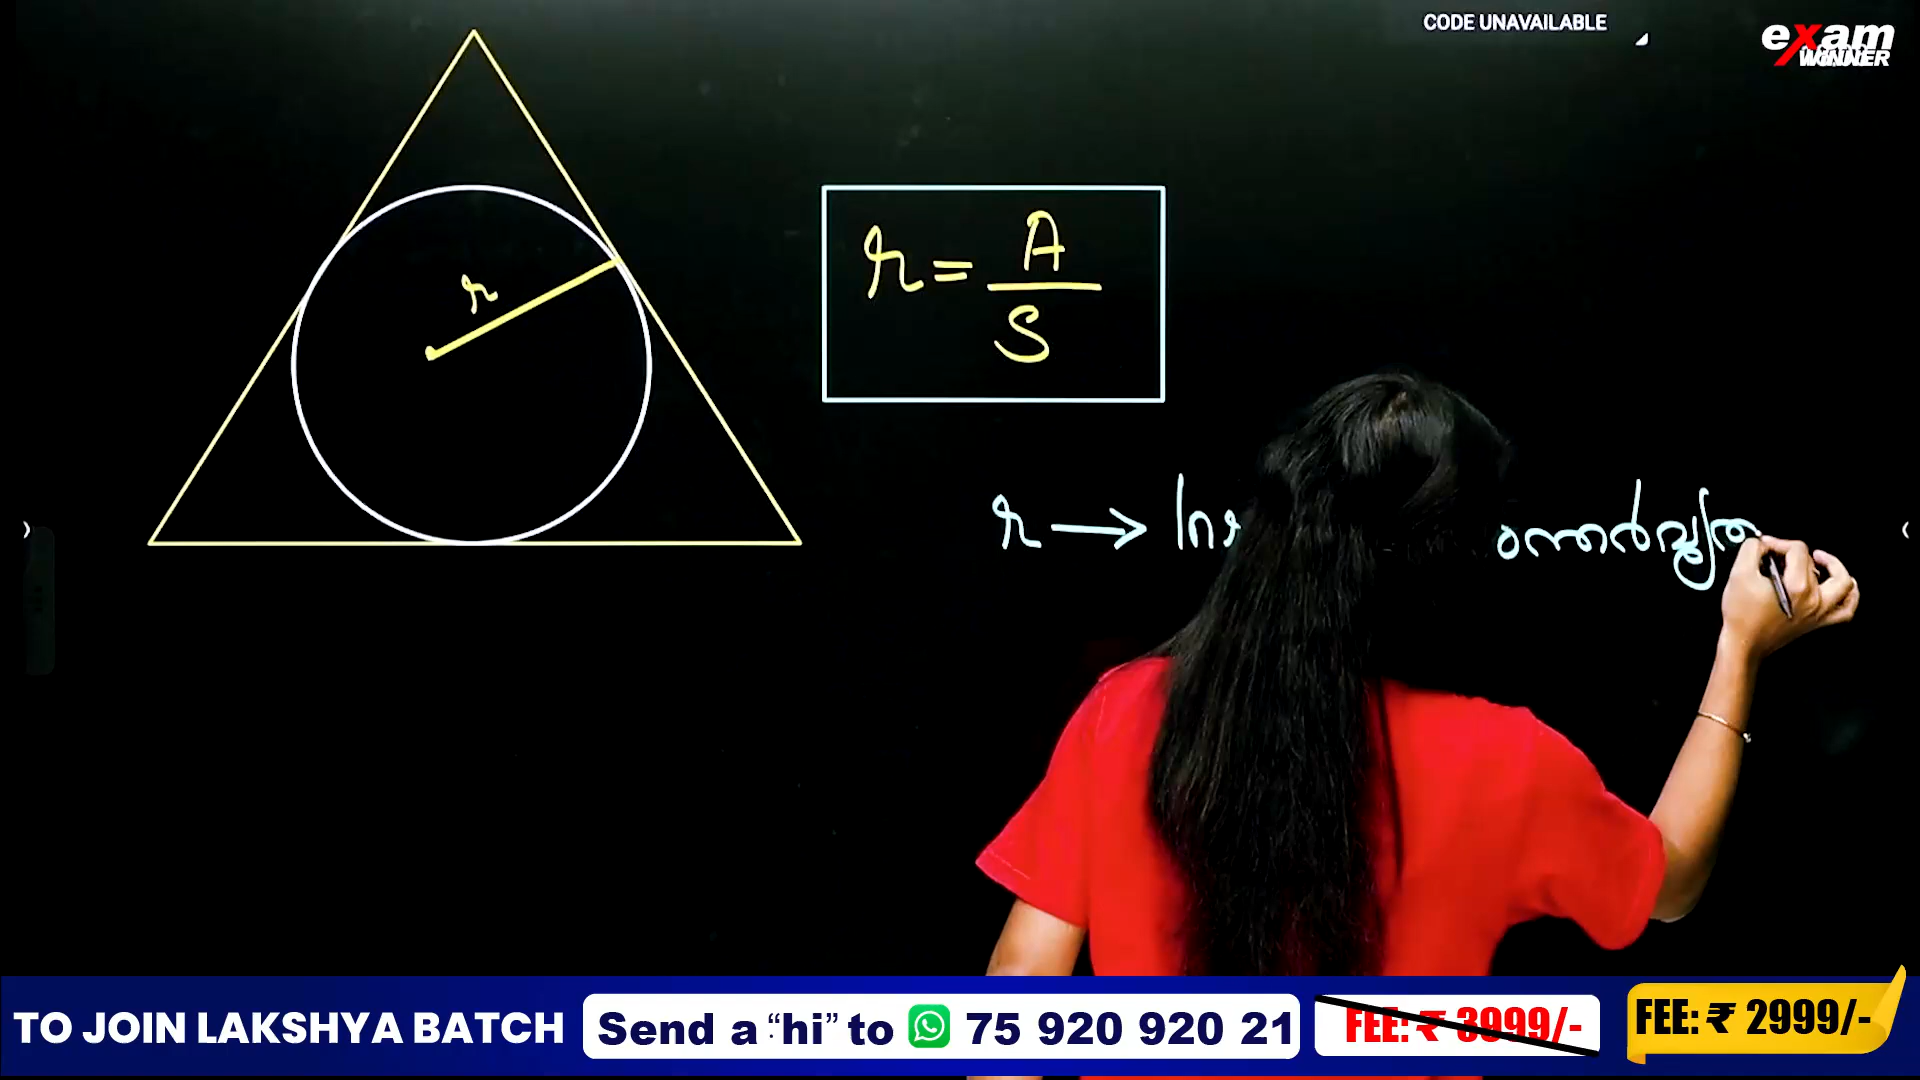 CODE UNAVAILABLE
exam
WINNER
r
r = A
S
r → In
ന്തർവൃത്ത
TO JOIN LAKSHYA BATCH
Send a “hi” to 75 920 920 21
FEE: ₹ 3999/-
FEE: ₹ 2999/-